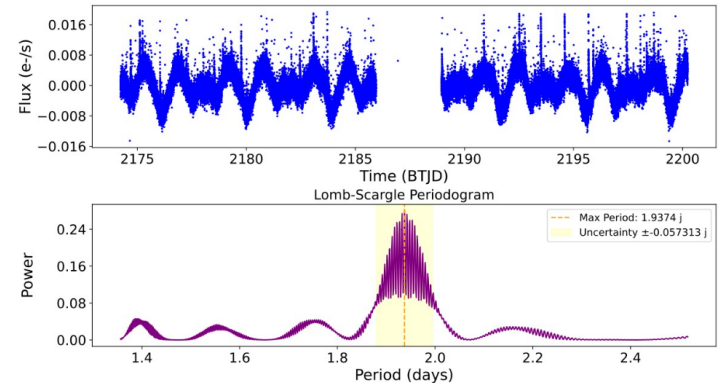 0.016
0.008
0.000
−0.008
−0.016
Flux (e-/s)
2175 2180 2185 2190 2195 2200
Time (BTJD)
Lomb-Scargle Periodogram
0.24
0.16
0.08
0.00
Power
Max Period: 1.9374 j
Uncertainty ±-0.057313 j
1.4 1.6 1.8 2.0 2.2 2.4
Period (days)